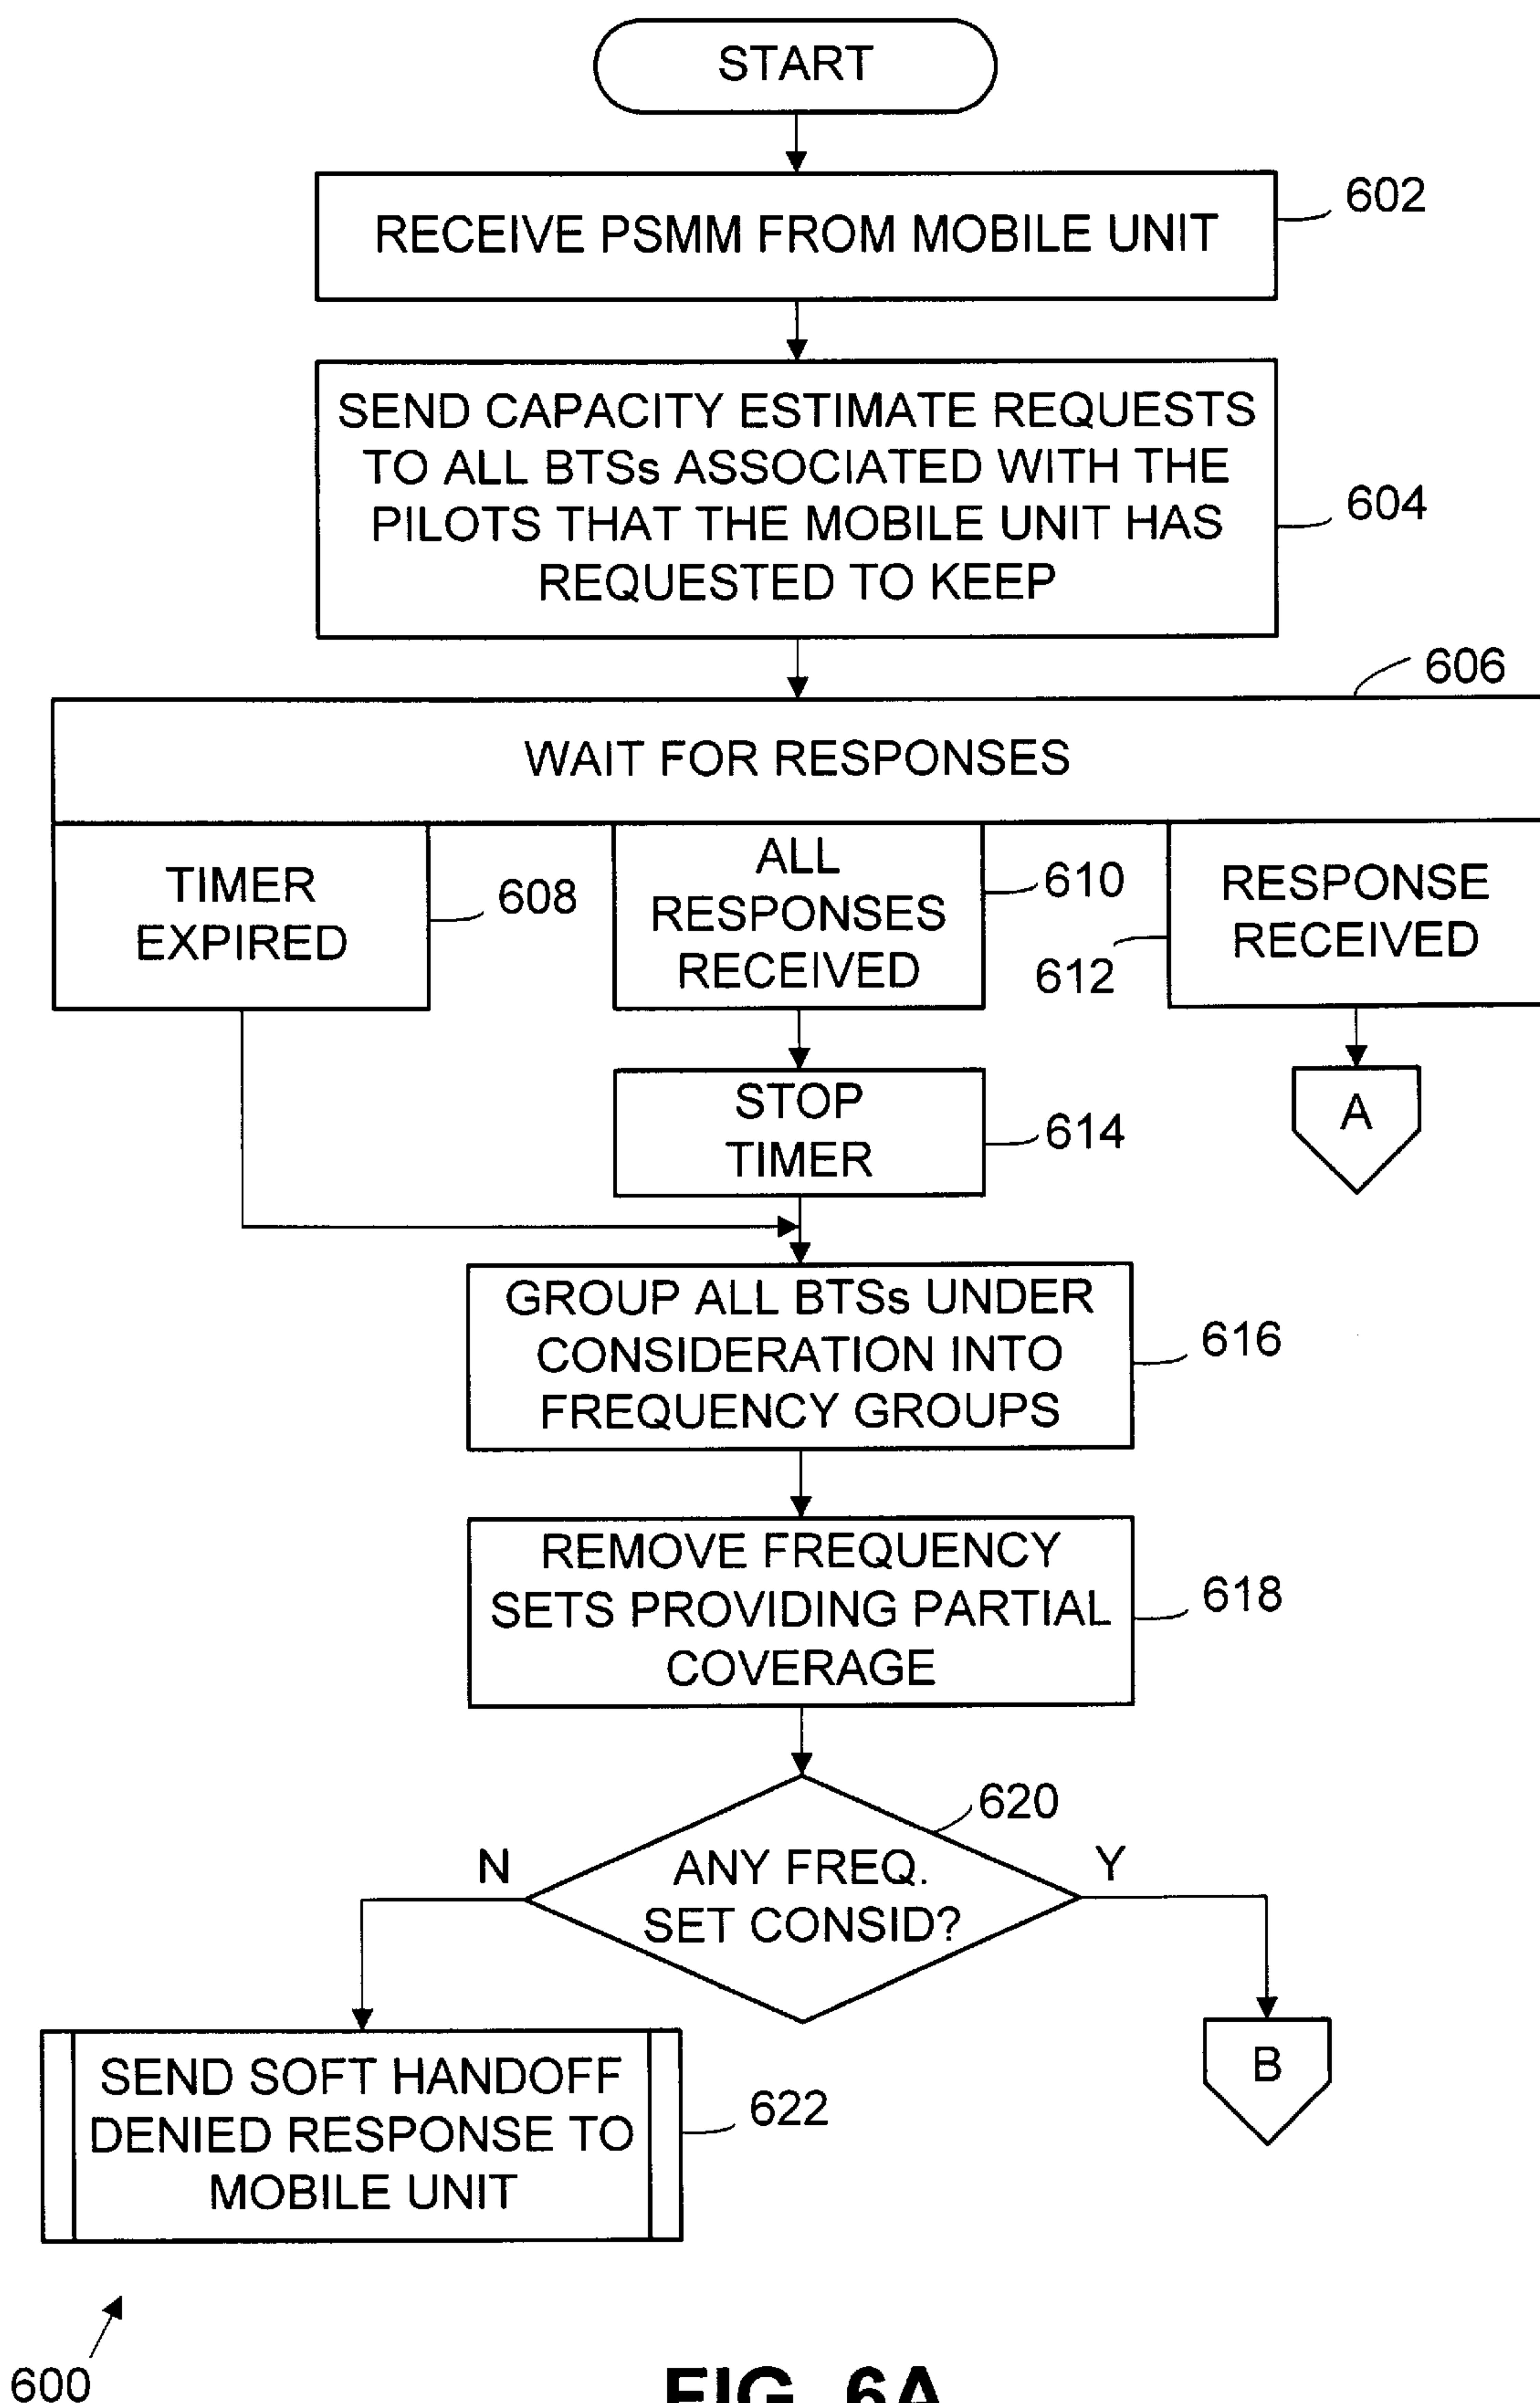 START
RECEIVE PSMM FROM MOBILE UNIT
602
SEND CAPACITY ESTIMATE REQUESTS
TO ALL BTSs ASSOCIATED WITH THE
PILOTS THAT THE MOBILE UNIT HAS
REQUESTED TO KEEP
604
606
WAIT FOR RESPONSES
TIMER
EXPIRED
608
ALL
RESPONSES
RECEIVED
610
612
RESPONSE
RECEIVED
STOP
TIMER
614
A
GROUP ALL BTSs UNDER
CONSIDERATION INTO
FREQUENCY GROUPS
616
REMOVE FREQUENCY
SETS PROVIDING PARTIAL
COVERAGE
618
620
ANY FREQ.
SET CONSID?
N
Y
SEND SOFT HANDOFF
DENIED RESPONSE TO
MOBILE UNIT
622
B
600
FIG. 6A